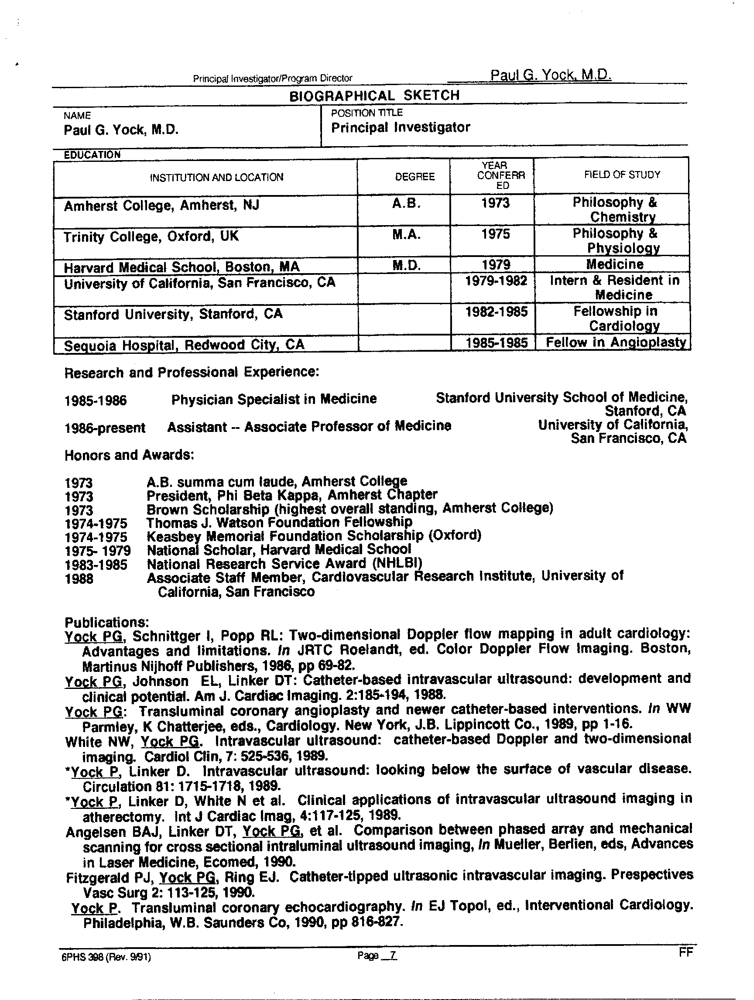 Principal Investigator/Program Director Paul G. Yock, M.D.
BIOGRAPHICAL SKETCH
NAME
Paul G. Yock, M.D.
POSITION TITLE
Principal Investigator
EDUCATION
INSTITUTION AND LOCATION
DEGREE
YEAR
CONFERR
ED
FIELD OF STUDY
Amherst College, Amherst, NJ A.B. 1973 Philosophy &
Chemistry
Trinity College, Oxford, UK M.A. 1975 Philosophy &
Physiology
Harvard Medical School, Boston, MA M.D. 1979 Medicine
University of California, San Francisco, CA 1979-1982 Intern & Resident in
Medicine
Stanford University, Stanford, CA 1982-1985 Fellowship in
Cardiology
Sequoia Hospital, Redwood City, CA 1985-1985 Fellow in Angioplasty
Research and Professional Experience:
1985-1986 Physician Specialist in Medicine Stanford University School of Medicine,
Stanford, CA
1986-present Assistant -- Associate Professor of Medicine University of California,
San Francisco, CA
Honors and Awards:
1973 A.B. summa cum laude, Amherst College
1973 President, Phi Beta Kappa, Amherst Chapter
1973 Brown Scholarship (highest overall standing, Amherst College)
1974-1975 Thomas J. Watson Foundation Fellowship
1974-1975 Keasbey Memorial Foundation Scholarship (Oxford)
1975- 1979 National Scholar, Harvard Medical School
1983-1985 National Research Service Award (NHLBI)
1988 Associate Staff Member, Cardiovascular Research Institute, University of
California, San Francisco
Publications:
Yock PG, Schnittger I, Popp RL: Two-dimensional Doppler flow mapping in adult cardiology:
Advantages and limitations. In JRTC Roelandt, ed. Color Doppler Flow Imaging. Boston,
Martinus Nijhoff Publishers, 1986, pp 69-82.
Yock PG, Johnson EL, Linker DT: Catheter-based intravascular ultrasound: development and
clinical potential. Am J. Cardiac Imaging. 2:185-194, 1988.
Yock PG: Transluminal coronary angioplasty and newer catheter-based interventions. In WW
Parmley, K Chatterjee, eds., Cardiology. New York, J.B. Lippincott Co., 1989, pp 1-16.
White NW, Yock PG. Intravascular ultrasound: catheter-based Doppler and two-dimensional
imaging. Cardiol Clin, 7: 525-536, 1989.
*Yock P, Linker D. Intravascular ultrasound: looking below the surface of vascular disease.
Circulation 81: 1715-1718, 1989.
*Yock P, Linker D, White N et al. Clinical applications of intravascular ultrasound imaging in
atherectomy. Int J Cardiac Imag, 4:117-125, 1989.
Angelsen BAJ, Linker DT, Yock PG, et al. Comparison between phased array and mechanical
scanning for cross sectional intraluminal ultrasound imaging, In Mueller, Berlien, eds, Advances
in Laser Medicine, Ecomed, 1990.
Fitzgerald PJ, Yock PG, Ring EJ. Catheter-tipped ultrasonic intravascular imaging. Prespectives
Vasc Surg 2: 113-125, 1990.
Yock P. Transluminal coronary echocardiography. In EJ Topol, ed., Interventional Cardiology.
Philadelphia, W.B. Saunders Co, 1990, pp 816-827.
6PHS 398 (Rev. 9/91) Page 7 FF